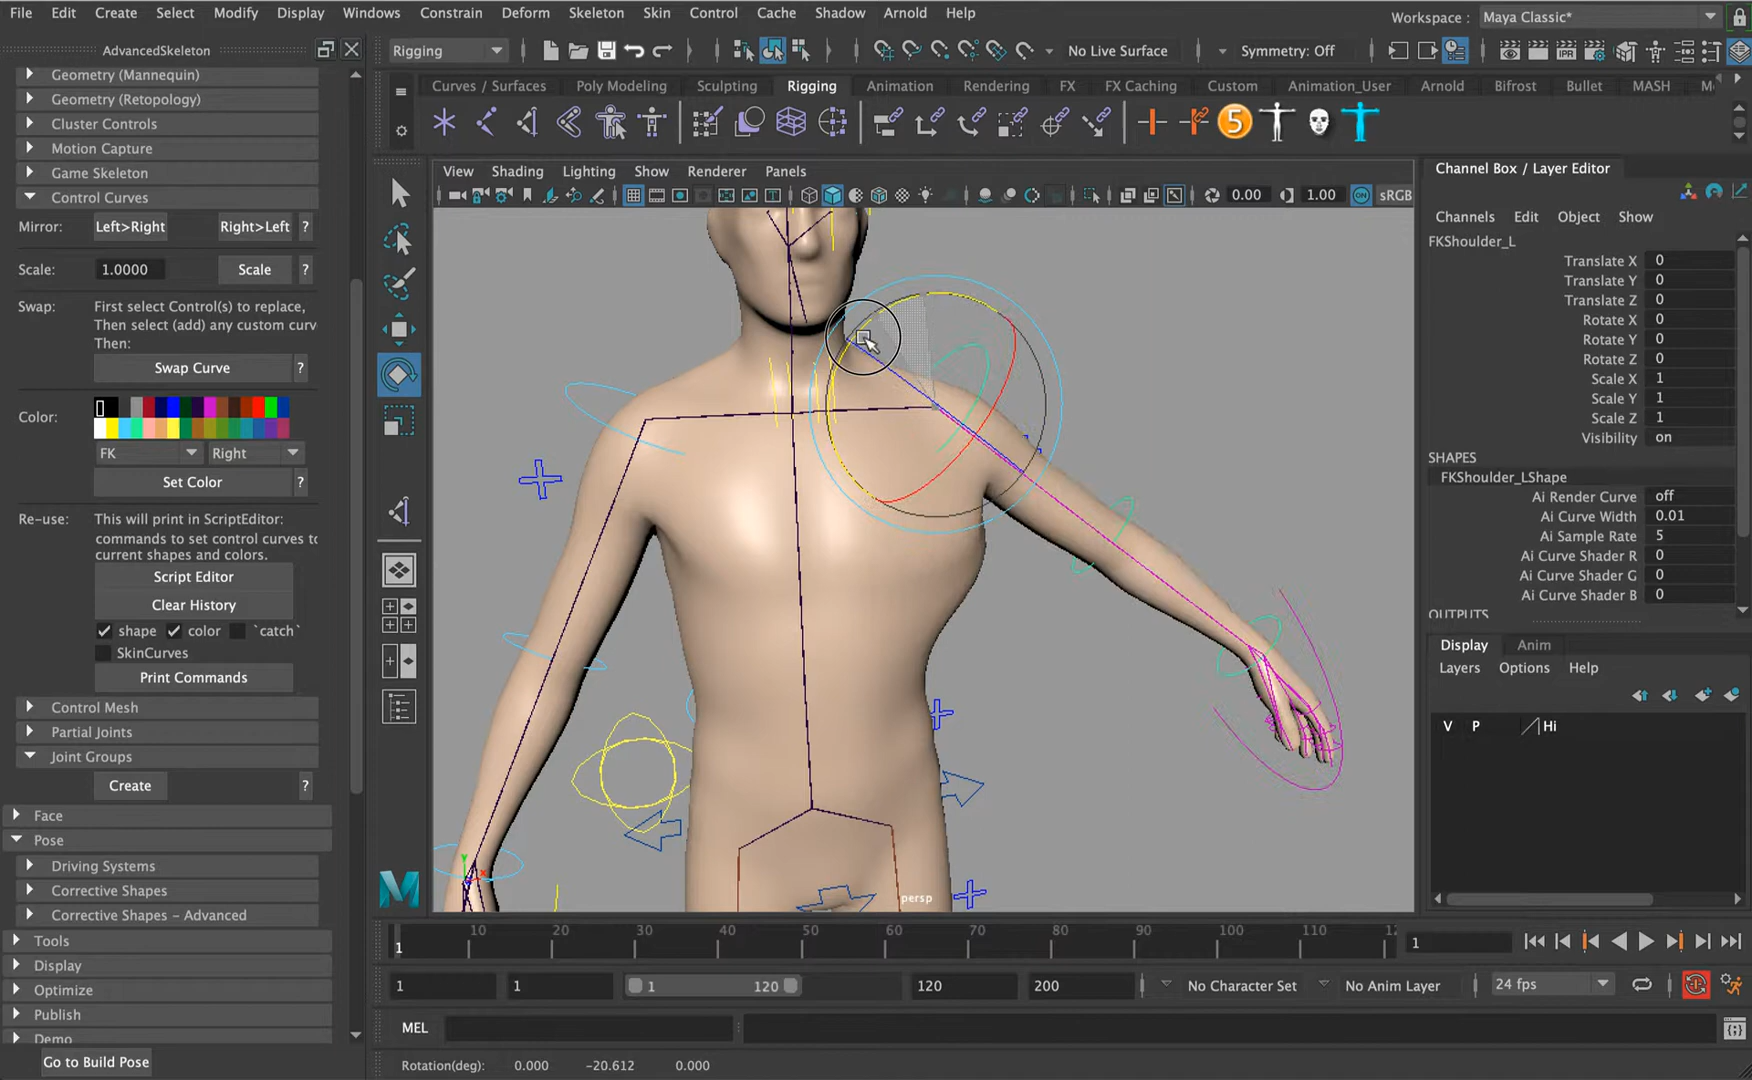 File Edit Create Select Modify Display Windows Mesh Constrain Deform Skeleton Skin Control Cache Shadow Arnold Help
Workspace : Maya Classic*
AdvancedSkeleton
Rigging
No Live Surface
Symmetry: Off
Geometry (Mannequin)
Geometry (Retopology)
Cluster Controls
Motion Capture
Game Skeleton
Control Curves
Mirror: Left>Right Right>Left ?
Scale: 1.0000 Scale ?
Swap: First select Control(s) to replace,
Then select (add) any custom curv
Then:
Swap Curve ?
Color:
FK Right
Set Color ?
Re-use: This will print in ScriptEditor:
commands to set control curves to
current shapes and colors.
Script Editor
Clear History
shape color `catch`
SkinCurves
Print Commands
Control Mesh
Partial Joints
Joint Groups
Create ?
Face
Pose
Driving Systems
Corrective Shapes
Corrective Shapes - Advanced
Tools
Display
Optimize
Publish
Demo
Go to Build Pose
Curves / Surfaces Poly Modeling Sculpting Rigging Animation Rendering FX FX Caching Custom Animation_User Arnold Bifrost Bullet MASH
IPR
5
View Shading Lighting Show Renderer Panels
0.00 1.00 ON sRGB
Y
X
persp
M
Channel Box / Layer Editor
Channels Edit Object Show
FKShoulder_L
Translate X 0
Translate Y 0
Translate Z 0
Rotate X 0
Rotate Y 0
Rotate Z 0
Scale X 1
Scale Y 1
Scale Z 1
Visibility on
SHAPES
FKShoulder_LShape
Ai Render Curve off
Ai Curve Width 0.01
Ai Sample Rate 5
Ai Curve Shader R 0
Ai Curve Shader G 0
Ai Curve Shader B 0
OUTPUTS
Display Anim
Layers Options Help
V P Hi
1 10 20 30 40 50 60 70 80 90 100 110 12
1
1 1 1 120 120 200
No Character Set No Anim Layer 24 fps
MEL
Rotation(deg): 0.000 -20.612 0.000